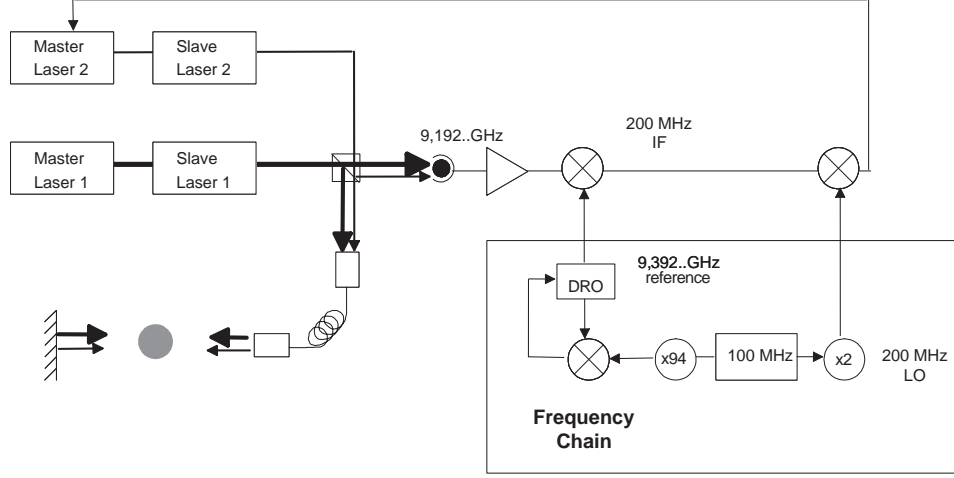 Master
Laser 2
Slave
Laser 2
Master
Laser 1
Slave
Laser 1
9,192..GHz
200 MHz
IF
DRO
9,392..GHz
reference
x94
100 MHz
x2
200 MHz
LO
Frequency
Chain